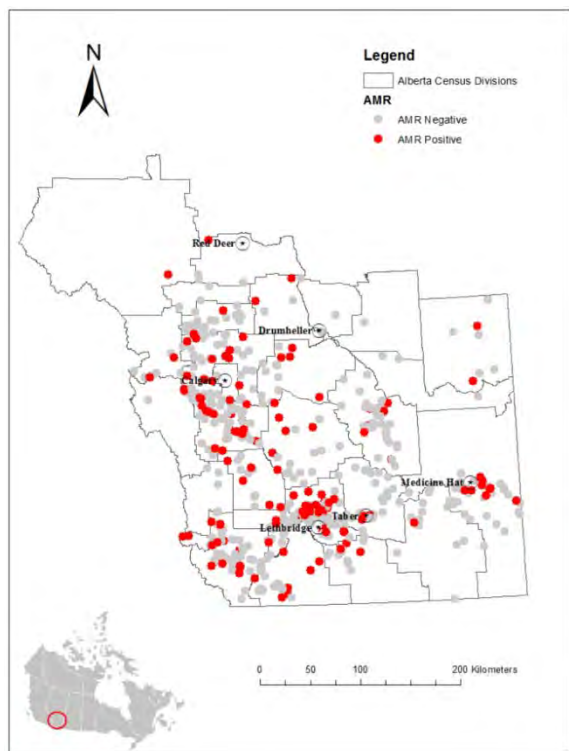 N
Legend
Alberta Census Divisions
AMR
AMR Negative
AMR Positive
Red Deer
Drumheller
Calgary
Medicine Hat
Taber
Lethbridge
0 50 100 200 Kilometers